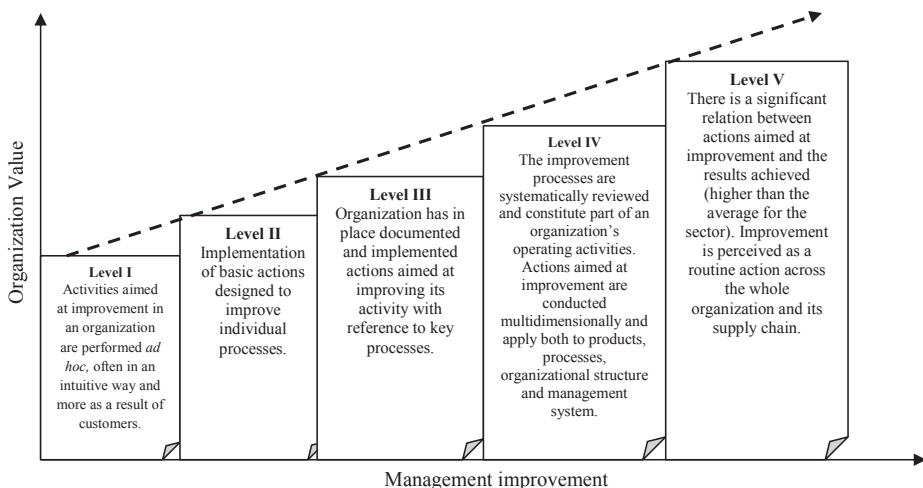 Organization Value
Level I
Activities aimed
at improvement in
an organization
are performed ad
hoc, often in an
intuitive way and
more as a result of
customers.
Level II
Implementation
of basic actions
designed to
improve
individual
processes.
Level III
Organization has in
place documented
and implemented
actions aimed at
improving its
activity with
reference to key
processes.
Level IV
The improvement
processes are
systematically reviewed
and constitute part of an
organization’s
operating activities.
Actions aimed at
improvement are
conducted
multidimensionally and
apply both to products,
processes,
organizational structure
and management
system.
Level V
There is a significant
relation between
actions aimed at
improvement and the
results achieved
(higher than the
average for the
sector). Improvement
is perceived as a
routine action across
the whole
organization and its
supply chain.
Management improvement